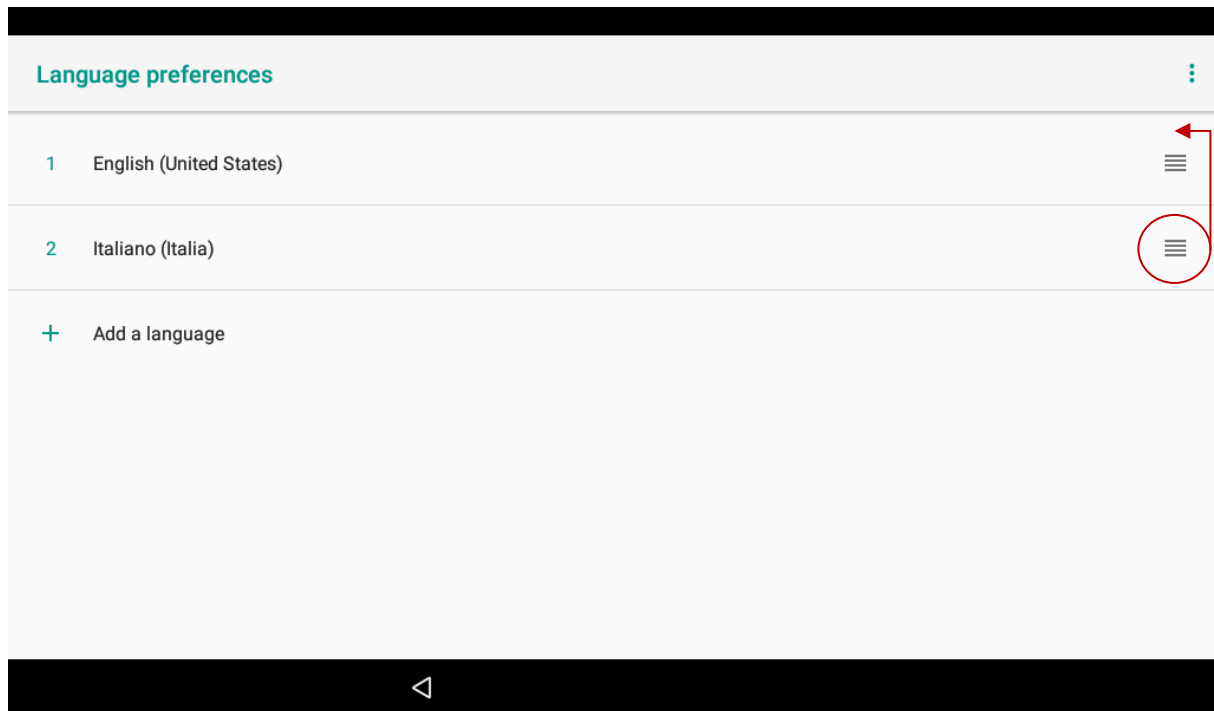 Language preferences
1 English (United States)
2 Italiano (Italia)
+ Add a language